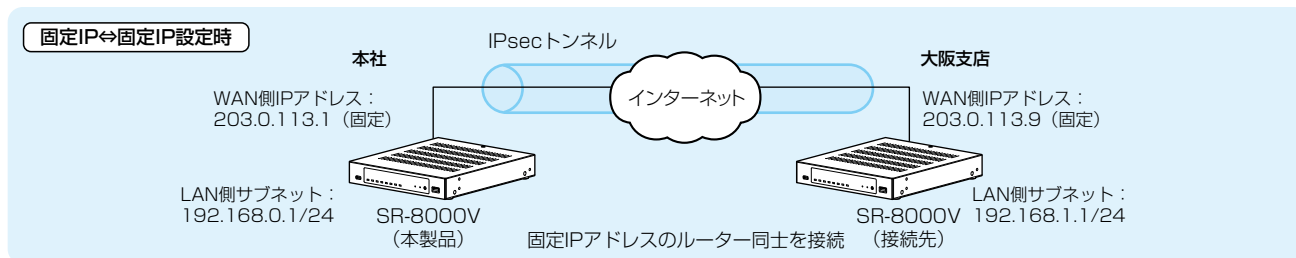 固定IP⇔固定IP設定時
IPsecトンネル
本社
大阪支店
インターネット
WAN側IPアドレス：
203.0.113.1（固定）
WAN側IPアドレス：
203.0.113.9（固定）
LAN側サブネット：
192.168.0.1/24
SR-8000V
（本製品）
固定IPアドレスのルーター同士を接続
SR-8000V
（接続先）
LAN側サブネット：
192.168.1.1/24